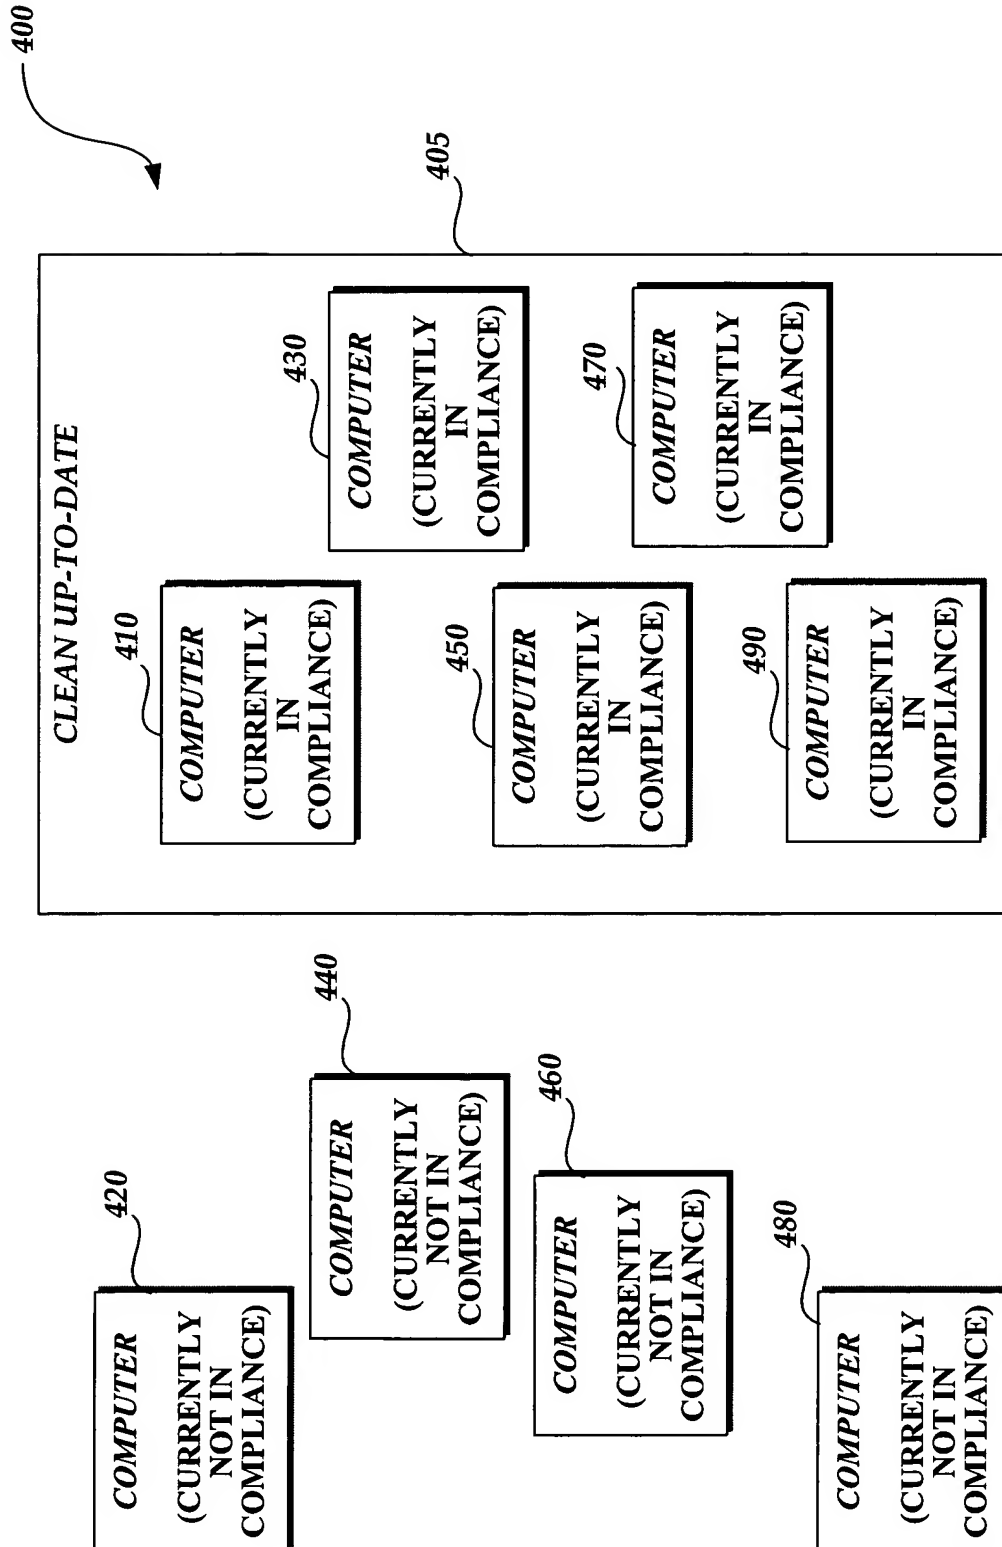 400
CLEAN UP-TO-DATE
405
420
COMPUTER
(CURRENTLY
NOT IN
COMPLIANCE)
440
COMPUTER
(CURRENTLY
NOT IN
COMPLIANCE)
460
COMPUTER
(CURRENTLY
NOT IN
COMPLIANCE)
480
COMPUTER
(CURRENTLY
NOT IN
COMPLIANCE)
410
COMPUTER
(CURRENTLY
IN
COMPLIANCE)
430
COMPUTER
(CURRENTLY
IN
COMPLIANCE)
450
COMPUTER
(CURRENTLY
IN
COMPLIANCE)
470
COMPUTER
(CURRENTLY
IN
COMPLIANCE)
490
COMPUTER
(CURRENTLY
IN
COMPLIANCE)